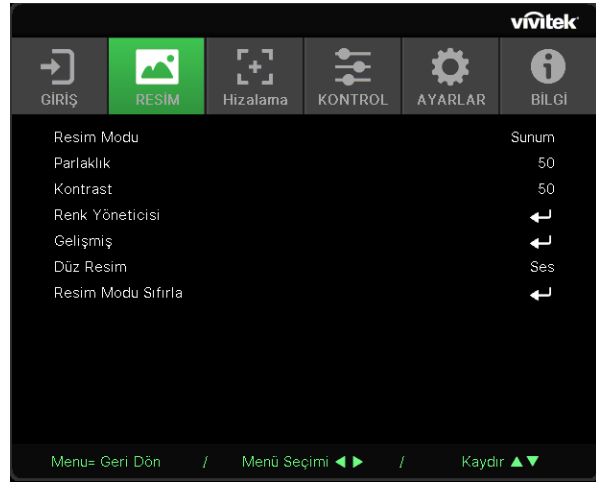 vivitek
GİRİŞ RESİM Hizalama KONTROL AYARLAR BİLGİ
Resim Modu Sunum
Parlaklık 50
Kontrast 50
Renk Yöneticisi
Gelişmiş
Düz Resim Ses
Resim Modu Sıfırla
Menu= Geri Dön / Menü Seçimi ◀ ▶ / Kaydır ▲▼